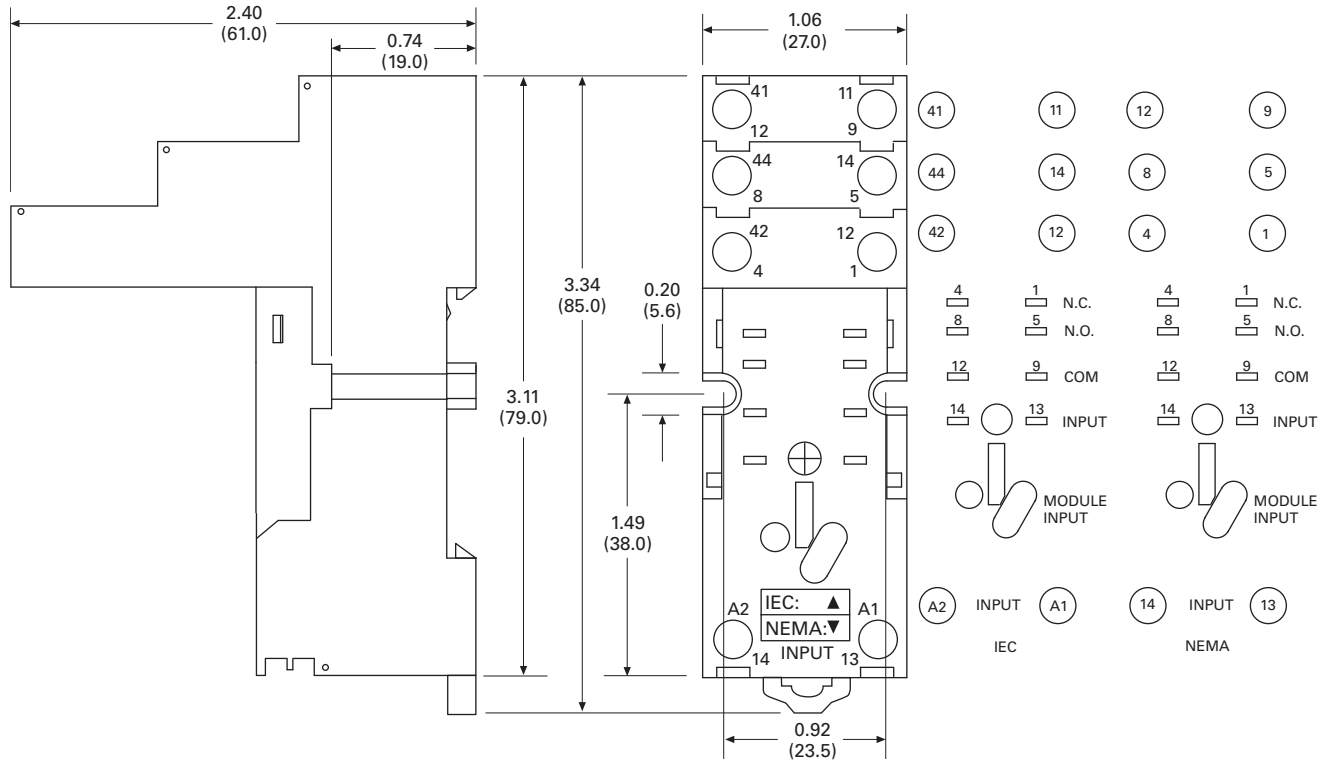 2.40
(61.0)
0.74
(19.0)
3.34
(85.0)
3.11
(79.0)
0.20
(5.6)
1.49
(38.0)
1.06
(27.0)
41 11
12 9
44 14
8 5
42 12
4 1
A2 IEC: ▲ A1
NEMA:▼
14 INPUT 13
0.92
(23.5)
41 11
44 14
42 12
4 1 N.C.
8 5 N.O.
12 9 COM
14 13 INPUT
MODULE
INPUT
A2 INPUT A1
IEC
12 9
8 5
4 1
4 1 N.C.
8 5 N.O.
12 9 COM
14 13 INPUT
MODULE
INPUT
14 INPUT 13
NEMA